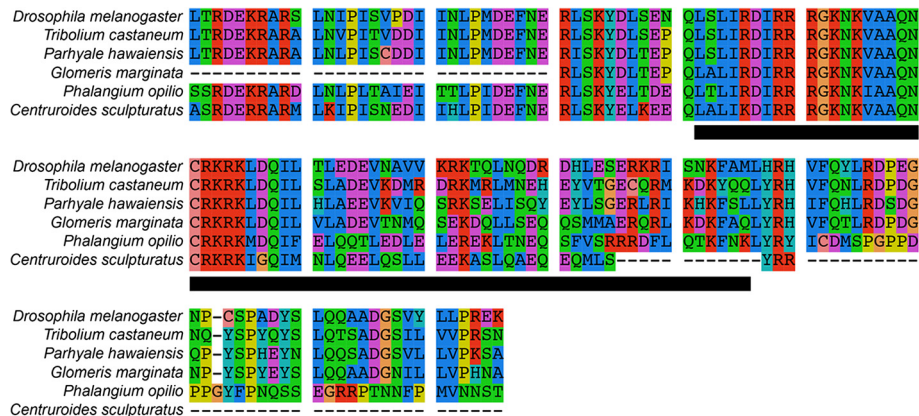 Drosophila melanogaster LTRDEKRARS LNIPISVPDI INLPMDEFNE RLSKYDLSEN QLSLIRDIRR RGKNKVAAQN
Tribolium castaneum LTRDEKRARA LNVPITVDDI INLPMDEFNE RLSKYDLSEP QLSLIRDIRR RGKNKVAAQN
Parhyale hawaiensis LTRDEKRARA LNIPISCDDI INLPMDEFNE RISKYDLTEP QLSLIRDIRR RGKNKVAAQN
Glomeris marginata ---------- ---------- ---------- RLSKYDLTEP QLALIRDIRR RGKNKVAAQN
Phalangium opilio SSRDEKRARD LNLPLTAIEI TTLPIDEFNE RLSKYELTDE QLTLIRDIRR RGKNKIAAQN
Centruroides sculpturatus ASRDERRARM LKIPISNEDI IHLPIDEFNE RLSKYELKEE QLALIRDIRR RGKNKVAAQN
Drosophila melanogaster CRKRKLDQIL TLEDEVNAVV KRKTQLNQDR DHLESERKRI SNKFAMLHRH VFQYLRDPEG
Tribolium castaneum CRKRKLDQIL SLADEVKDMR DRKMRLMNEH EYVTGECQRM KDKYQQLYRH VFQNLRDPDG
Parhyale hawaiensis CRKRKLDQIL HLAEEVKVIQ SRKSELISQY EYLSGERLRI KHKFSLLYRH IFQHLRDSDG
Glomeris marginata CRKRKLDQIL VLADEVTNMQ SEKDQLLSEQ QSMMAERQRL KDKFAQLYRH VFQTLRDPDG
Phalangium opilio CRKRKMDQIF ELQQTLEDLE LEREKLTNEQ SFVSRRRDFL QTKFNKLYRY ICDMSPGPPD
Centruroides sculpturatus CRKRKIGQIM NLQEELQSLL EEKASLQAEQ EQMLS----- -------YRR ----------
Drosophila melanogaster NP-CSPADYS LQQAADGSVY LLPREK
Tribolium castaneum NQ-YSPYQYS LQTSADGSIL VVPRSN
Parhyale hawaiensis QP-YSPHEYN LQQSADGSVL LVPKSA
Glomeris marginata NP-YSPYEYS LQQAADGNIL LVPHNA
Phalangium opilio PPGYFPNQSS EGRRPTNNFP MVNNST
Centruroides sculpturatus ---------- ---------- ------